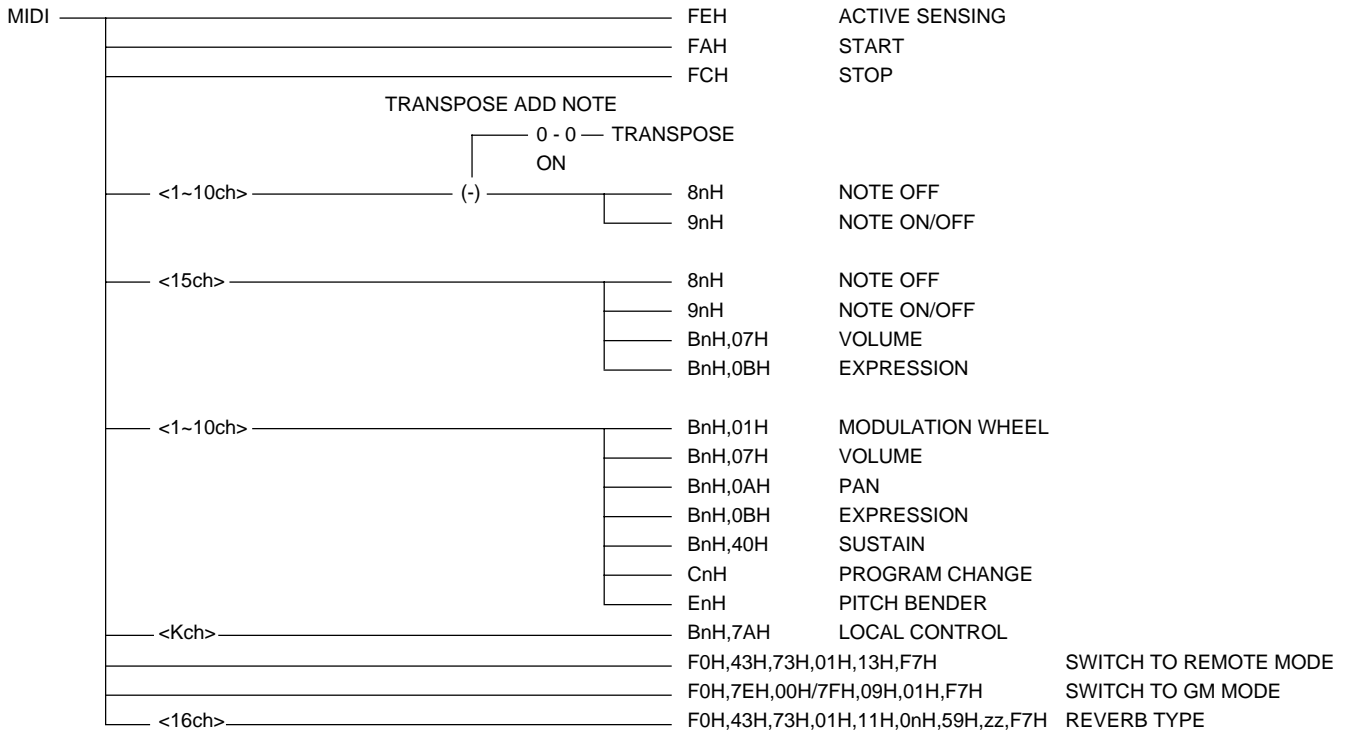 MIDI FEH ACTIVE SENSING
FAH START
FCH STOP
TRANSPOSE ADD NOTE
0 - 0 TRANSPOSE
ON
<1~10ch> (-) 8nH NOTE OFF
9nH NOTE ON/OFF
<15ch> 8nH NOTE OFF
9nH NOTE ON/OFF
BnH,07H VOLUME
BnH,0BH EXPRESSION
<1~10ch> BnH,01H MODULATION WHEEL
BnH,07H VOLUME
BnH,0AH PAN
BnH,0BH EXPRESSION
BnH,40H SUSTAIN
CnH PROGRAM CHANGE
EnH PITCH BENDER
<Kch> BnH,7AH LOCAL CONTROL
F0H,43H,73H,01H,13H,F7H SWITCH TO REMOTE MODE
F0H,7EH,00H/7FH,09H,01H,F7H SWITCH TO GM MODE
<16ch> F0H,43H,73H,01H,11H,0nH,59H,zz,F7H REVERB TYPE